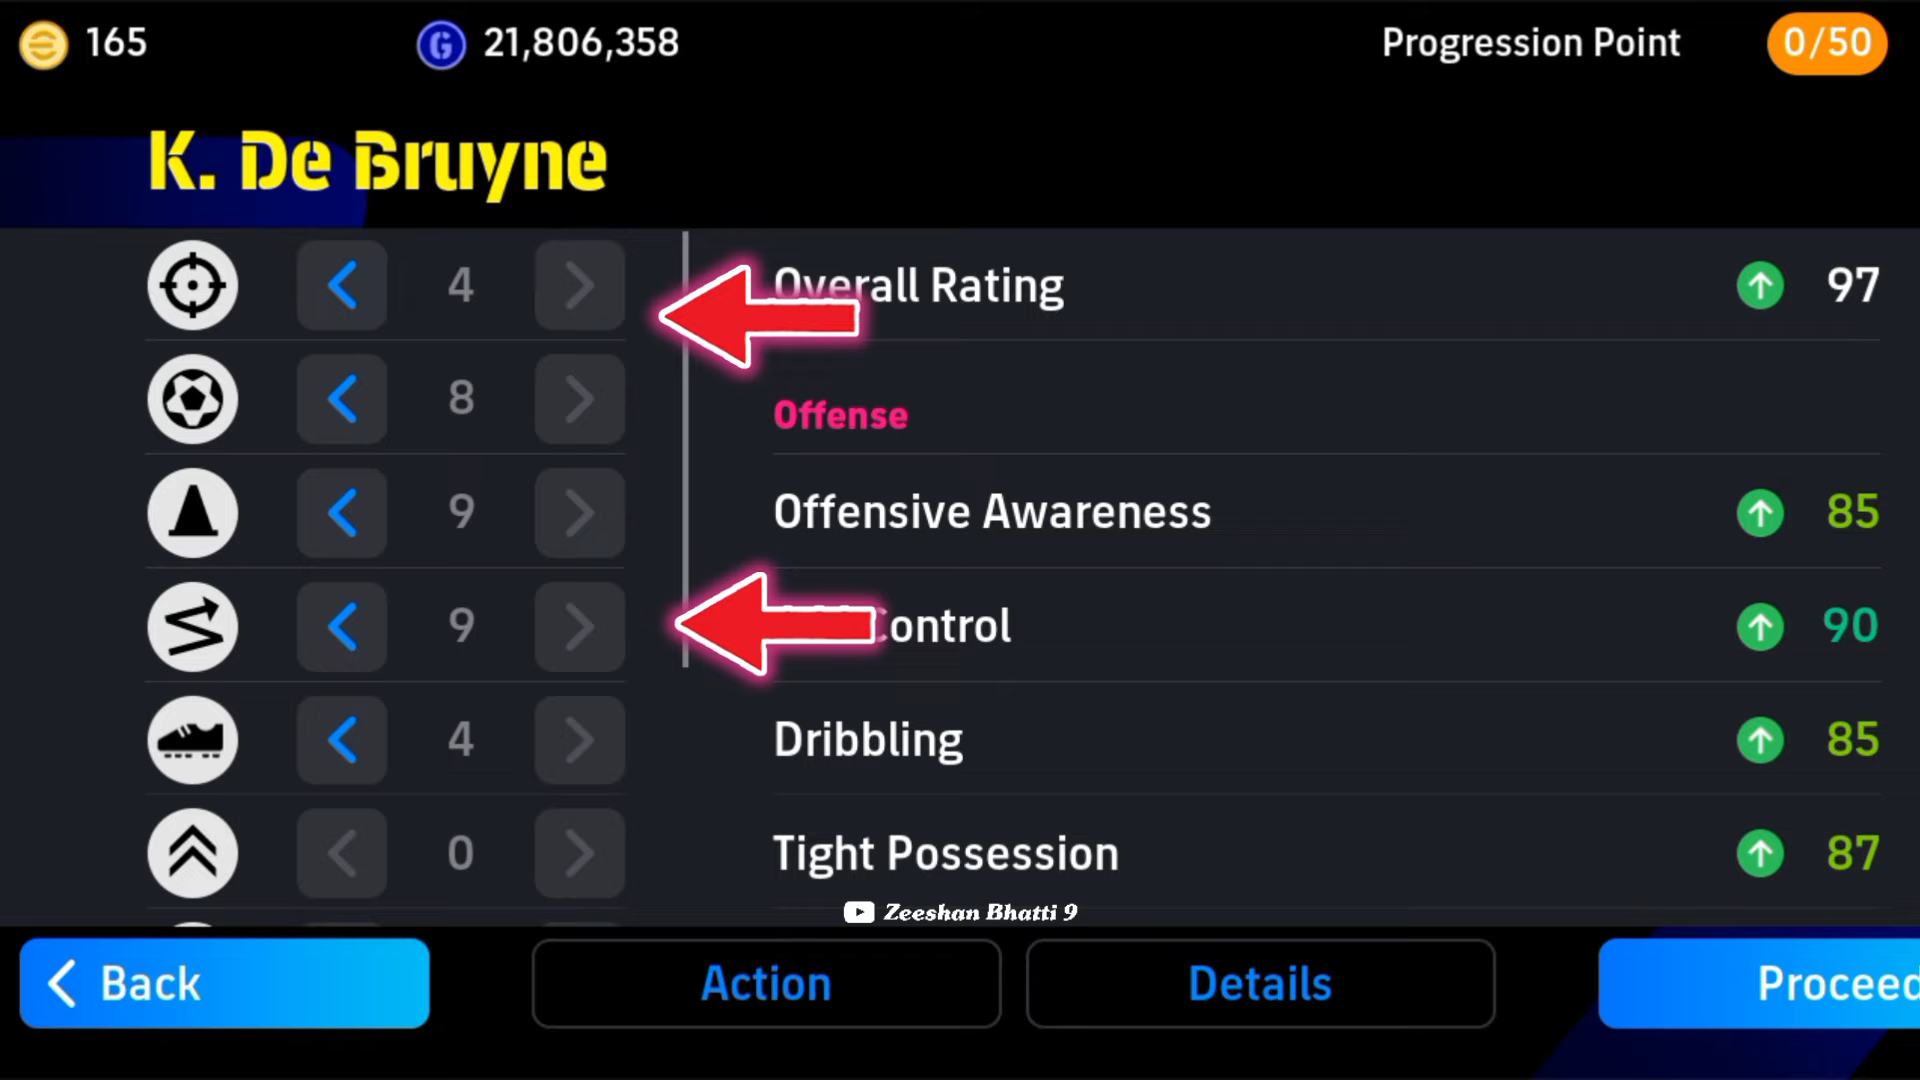 165
21,806,358
Progression Point
0/50
K. De Bruyne
4
Overall Rating
97
8
Offense
9
Offensive Awareness
85
9
Control
90
4
Dribbling
85
0
Tight Possession
87
Zeeshan Bhatti 9
Back
Action
Details
Proceed